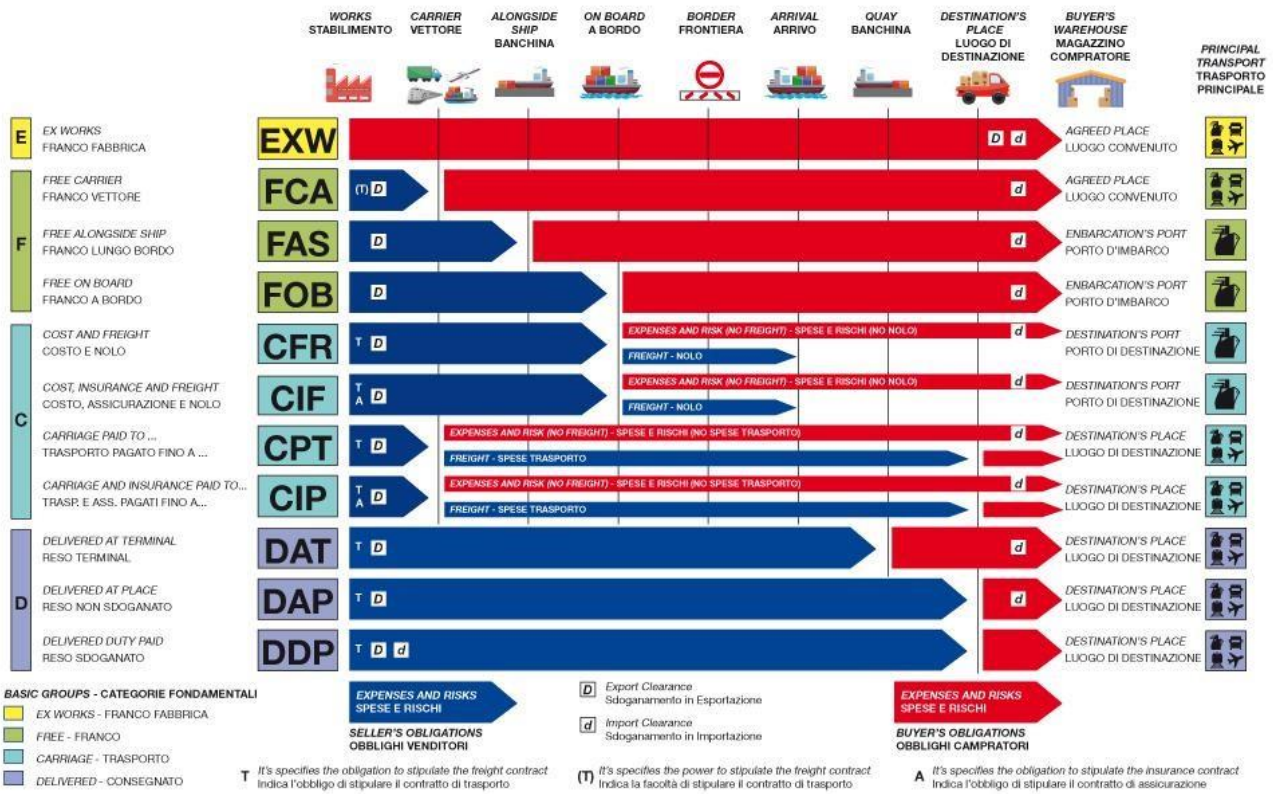 WORKS
STABILIMENTO
CARRIER
VETTORE
ALONGSIDE
SHIP
BANCHINA
ON BOARD
A BORDO
BORDER
FRONTIERA
ARRIVAL
ARRIVO
QUAY
BANCHINA
DESTINATION'S
PLACE
LUOGO DI
DESTINAZIONE
BUYER'S
WAREHOUSE
MAGAZZINO
COMPRATORE
PRINCIPAL
TRANSPORT
TRASPORTO
PRINCIPALE
E
EX WORKS
FRANCO FABBRICA
EXW
D d
AGREED PLACE
LUOGO CONVENUTO
F
FREE CARRIER
FRANCO VETTORE
FCA
(T) D
d
AGREED PLACE
LUOGO CONVENUTO
FREE ALONGSIDE SHIP
FRANCO LUNGO BORDO
FAS
D
d
ENBARCATION'S PORT
PORTO D'IMBARCO
FREE ON BOARD
FRANCO A BORDO
FOB
D
d
ENBARCATION'S PORT
PORTO D'IMBARCO
C
COST AND FREIGHT
COSTO E NOLO
CFR
T D
EXPENSES AND RISK (NO FREIGHT) - SPESE E RISCHI (NO NOLO)
d
FREIGHT - NOLO
DESTINATION'S PORT
PORTO DI DESTINAZIONE
COST, INSURANCE AND FREIGHT
COSTO, ASSICURAZIONE E NOLO
CIF
T
A D
EXPENSES AND RISK (NO FREIGHT) - SPESE E RISCHI (NO NOLO)
d
FREIGHT - NOLO
DESTINATION'S PORT
PORTO DI DESTINAZIONE
CARRIAGE PAID TO ...
TRASPORTO PAGATO FINO A ...
CPT
T D
EXPENSES AND RISK (NO FREIGHT) - SPESE E RISCHI (NO SPESE TRASPORTO)
d
FREIGHT - SPESE TRASPORTO
DESTINATION'S PLACE
LUOGO DI DESTINAZIONE
CARRIAGE AND INSURANCE PAID TO...
TRASP. E ASS. PAGATI FINO A...
CIP
T
A D
EXPENSES AND RISK (NO FREIGHT) - SPESE E RISCHI (NO SPESE TRASPORTO)
d
FREIGHT - SPESE TRASPORTO
DESTINATION'S PLACE
LUOGO DI DESTINAZIONE
D
DELIVERED AT TERMINAL
RESO TERMINAL
DAT
T D
d
DESTINATION'S PLACE
LUOGO DI DESTINAZIONE
DELIVERED AT PLACE
RESO NON SDOGANATO
DAP
T D
d
DESTINATION'S PLACE
LUOGO DI DESTINAZIONE
DELIVERED DUTY PAID
RESO SDOGANATO
DDP
T D d
DESTINATION'S PLACE
LUOGO DI DESTINAZIONE
BASIC GROUPS - CATEGORIE FONDAMENTALI
EX WORKS - FRANCO FABBRICA
FREE - FRANCO
CARRIAGE - TRASPORTO
DELIVERED - CONSEGNATO
EXPENSES AND RISKS
SPESE E RISCHI
SELLER'S OBLIGATIONS
OBBLIGHI VENDITORI
D Export Clearance
Sdoganamento in Esportazione
d Import Clearance
Sdoganamento in Importazione
EXPENSES AND RISKS
SPESE E RISCHI
BUYER'S OBLIGATIONS
OBBLIGHI CAMPRATORI
T It's specifies the obligation to stipulate the freight contract
Indica l'obbligo di stipulare il contratto di trasporto
(T) It's specifies the power to stipulate the freight contract
Indica la facoltà di stipulare il contratto di trasporto
A It's specifies the obligation to stipulate the insurance contract
Indica l'obbligo di stipulare il contratto di assicurazione